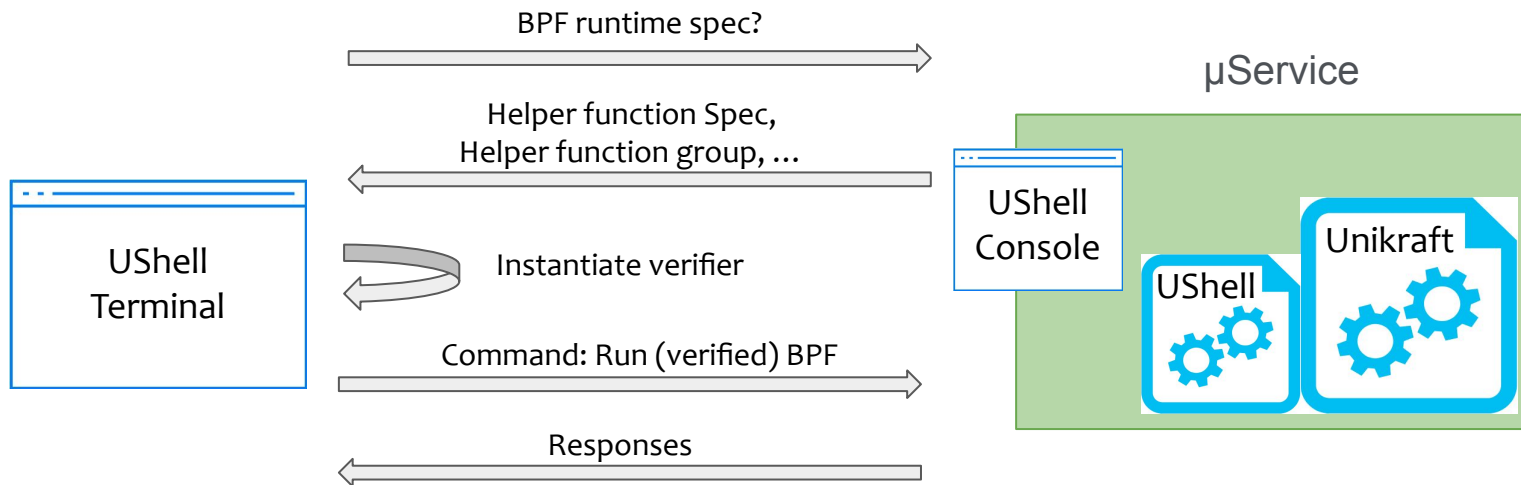 BPF runtime spec?
µService
Helper function Spec,
Helper function group, ...
UShell
Terminal
UShell
Console
UShell
Unikraft
Instantiate verifier
Command: Run (verified) BPF
Responses